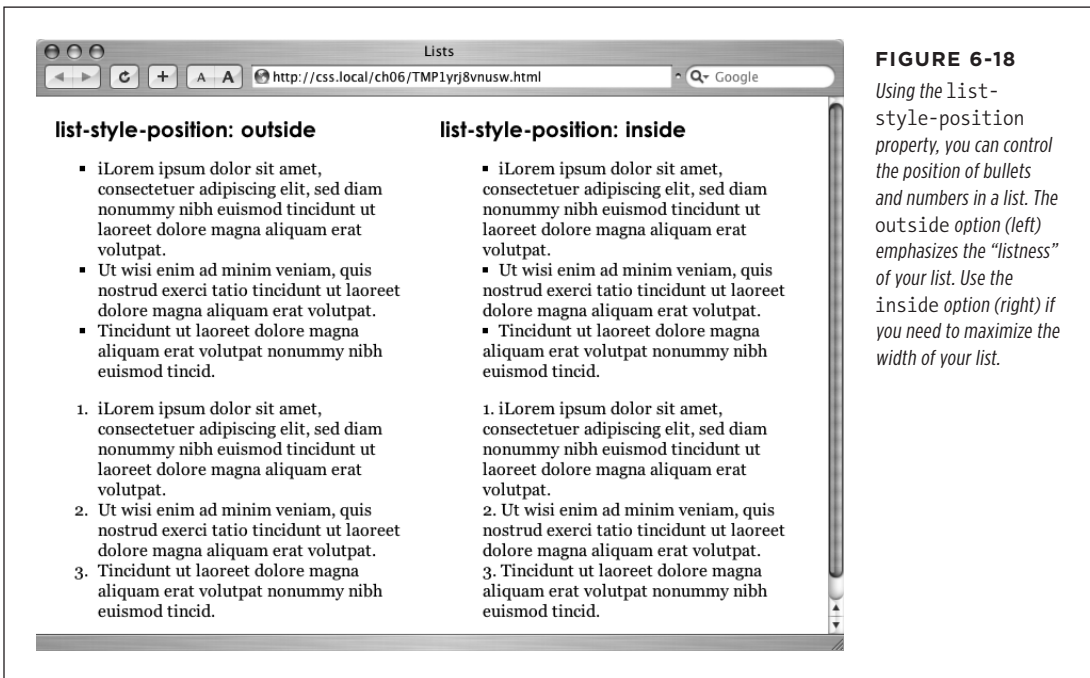 Lists
A A http://css.local/ch06/TMP1yrj8vnusw.html Google
list-style-position: outside
▪ iLorem ipsum dolor sit amet,
consectetuer adipiscing elit, sed diam
nonummy nibh euismod tincidunt ut
laoreet dolore magna aliquam erat
volutpat.
▪ Ut wisi enim ad minim veniam, quis
nostrud exerci tatio tincidunt ut laoreet
dolore magna aliquam erat volutpat.
▪ Tincidunt ut laoreet dolore magna
aliquam erat volutpat nonummy nibh
euismod tincid.
1. iLorem ipsum dolor sit amet,
consectetuer adipiscing elit, sed diam
nonummy nibh euismod tincidunt ut
laoreet dolore magna aliquam erat
volutpat.
2. Ut wisi enim ad minim veniam, quis
nostrud exerci tatio tincidunt ut laoreet
dolore magna aliquam erat volutpat.
3. Tincidunt ut laoreet dolore magna
aliquam erat volutpat nonummy nibh
euismod tincid.
list-style-position: inside
▪ iLorem ipsum dolor sit amet,
consectetuer adipiscing elit, sed diam
nonummy nibh euismod tincidunt ut
laoreet dolore magna aliquam erat
volutpat.
▪ Ut wisi enim ad minim veniam, quis
nostrud exerci tatio tincidunt ut laoreet
dolore magna aliquam erat volutpat.
▪ Tincidunt ut laoreet dolore magna
aliquam erat volutpat nonummy nibh
euismod tincid.
1. iLorem ipsum dolor sit amet,
consectetuer adipiscing elit, sed diam
nonummy nibh euismod tincidunt ut
laoreet dolore magna aliquam erat
volutpat.
2. Ut wisi enim ad minim veniam, quis
nostrud exerci tatio tincidunt ut laoreet
dolore magna aliquam erat volutpat.
3. Tincidunt ut laoreet dolore magna
aliquam erat volutpat nonummy nibh
euismod tincid.
FIGURE 6-18
Using the list-
style-position
property, you can control
the position of bullets
and numbers in a list. The
outside option (left)
emphasizes the “listness”
of your list. Use the
inside option (right) if
you need to maximize the
width of your list.